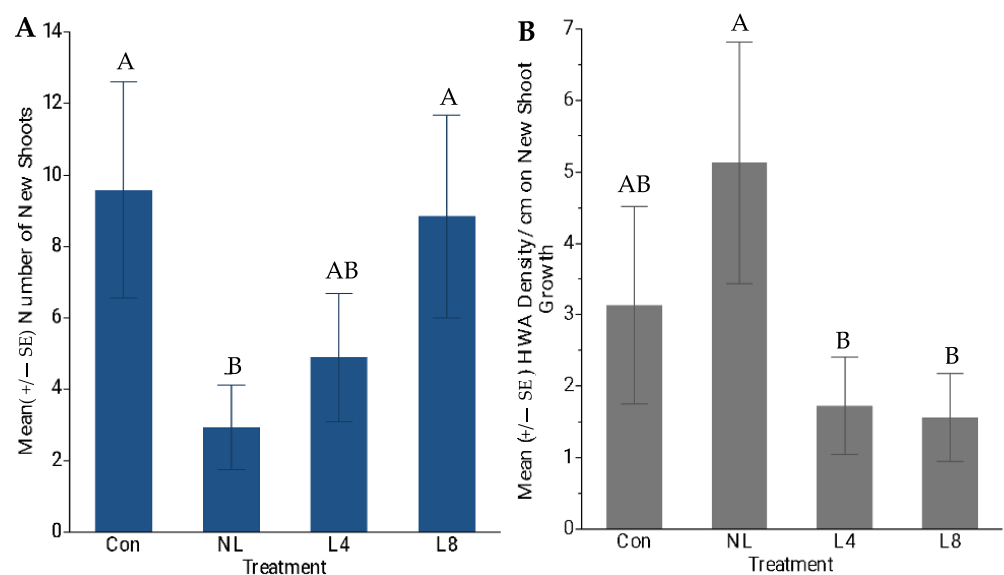 A
Mean( +/− SE) Number of New Shoots
14
12
10
8
6
4
2
0
A
B
AB
A
Con NL L4 L8
Treatment
B
Mean (+/− SE ) HWA Density/ cm on New Shoot
Growth
7
6
5
4
3
2
1
0
AB
A
B
B
Con NL L4 L8
Treatment